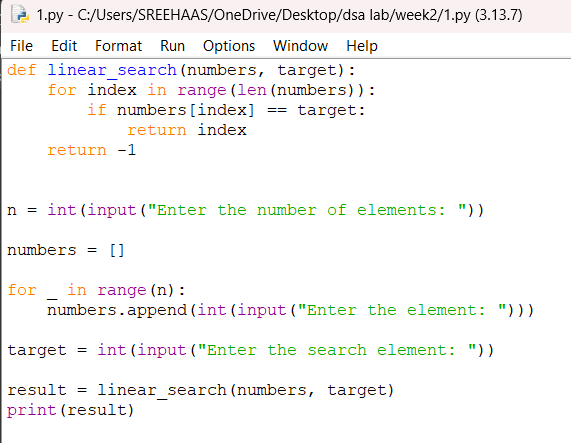 1.py - C:/Users/SREEHAAS/OneDrive/Desktop/dsa lab/week2/1.py (3.13.7)
File Edit Format Run Options Window Help
def linear_search(numbers, target):
    for index in range(len(numbers)):
        if numbers[index] == target:
            return index
    return -1
n = int(input("Enter the number of elements: "))
numbers = []
for _ in range(n):
    numbers.append(int(input("Enter the element: ")))
target = int(input("Enter the search element: "))
result = linear_search(numbers, target)
print(result)